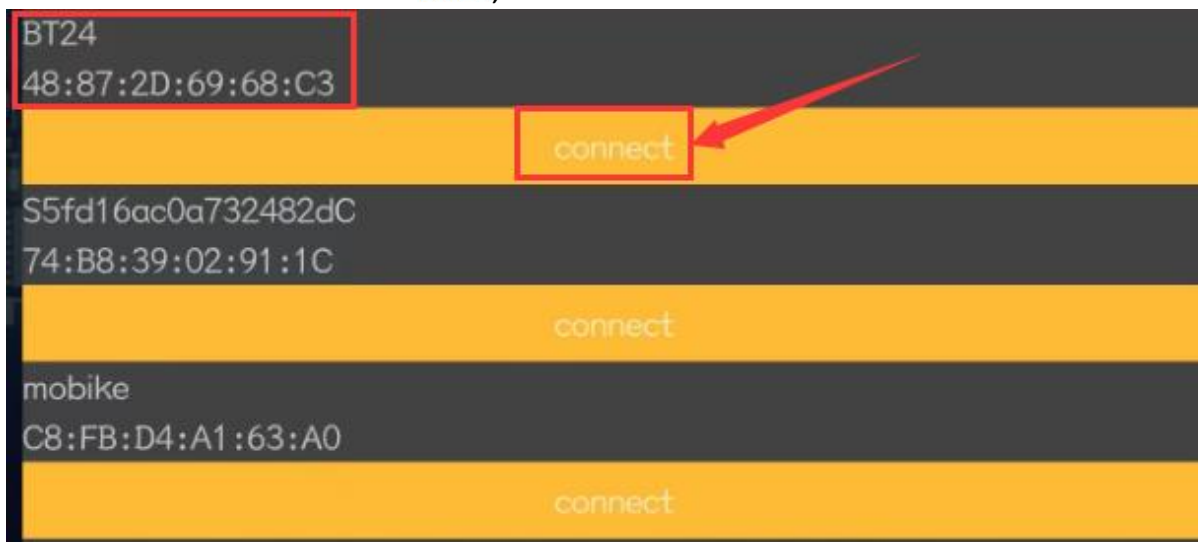 BT24
48:87:2D:69:68:C3
connect
S5fd16ac0a732482dC
74:B8:39:02:91:1C
connect
mobike
C8:FB:D4:A1:63:A0
connect